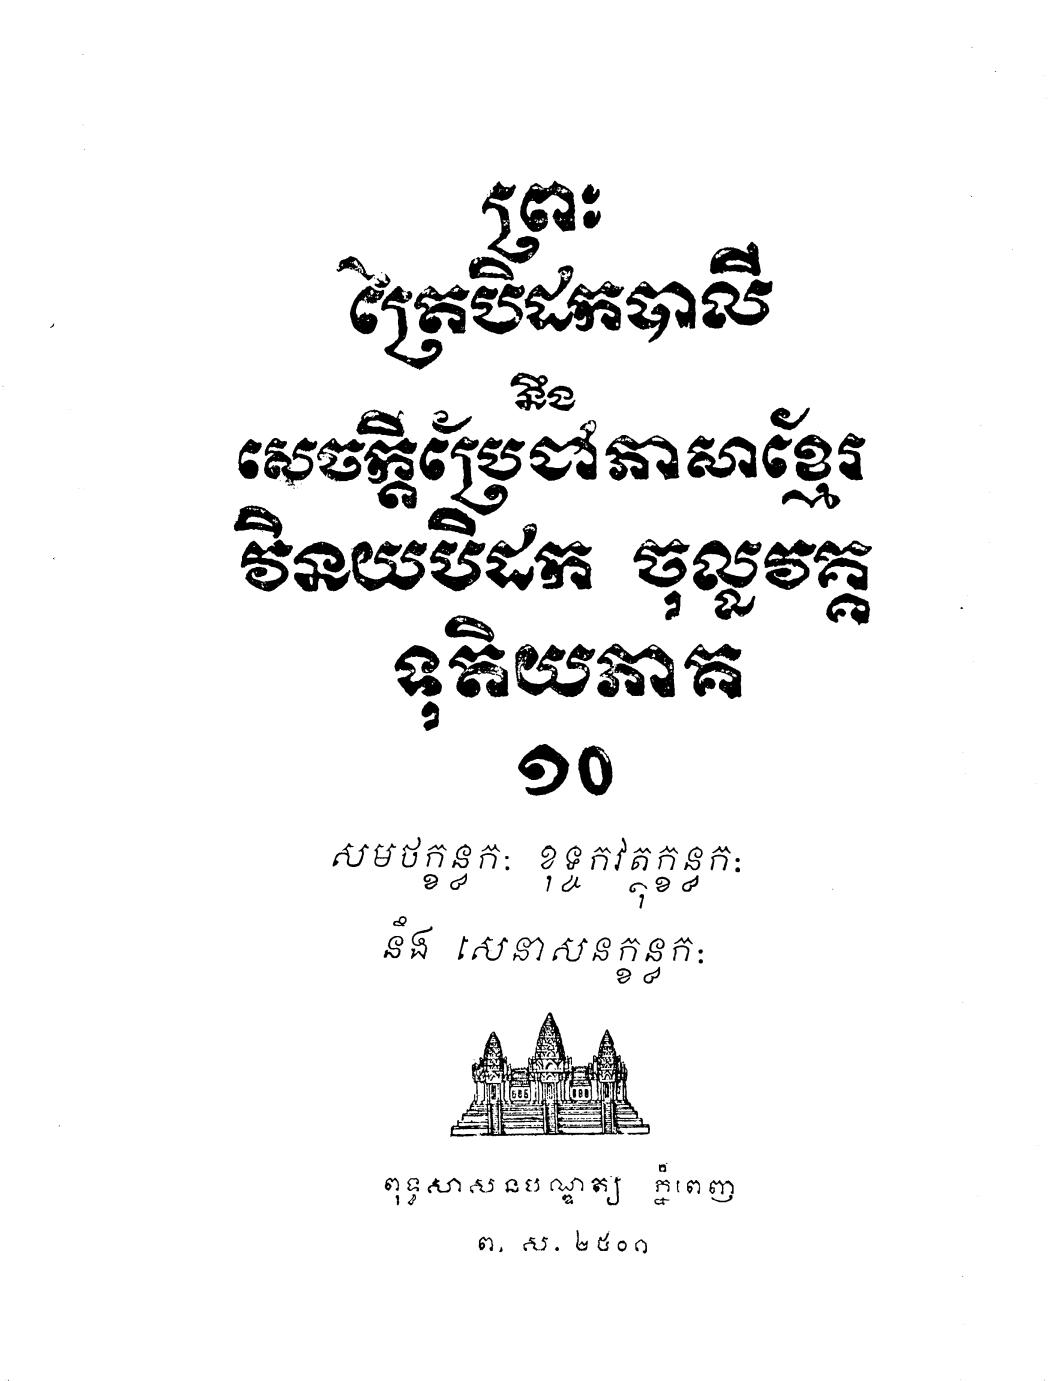 ព្រះ
ត្រៃបិដកបាលី
នឹង
សេចក្ដីប្រែជាភាសាខ្មែរ
វិនយបិដក ចុល្លវគ្គ
ទុតិយភាគ
១០
សមថក្ខន្ធកៈ ខុទ្ទកវត្ថុក្ខន្ធកៈ
នឹង សេនាសនក្ខន្ធកៈ
ពុទ្ធសាសនបណ្ឌិត្យ ភ្នំពេញ
ព. ស. ២៥០១